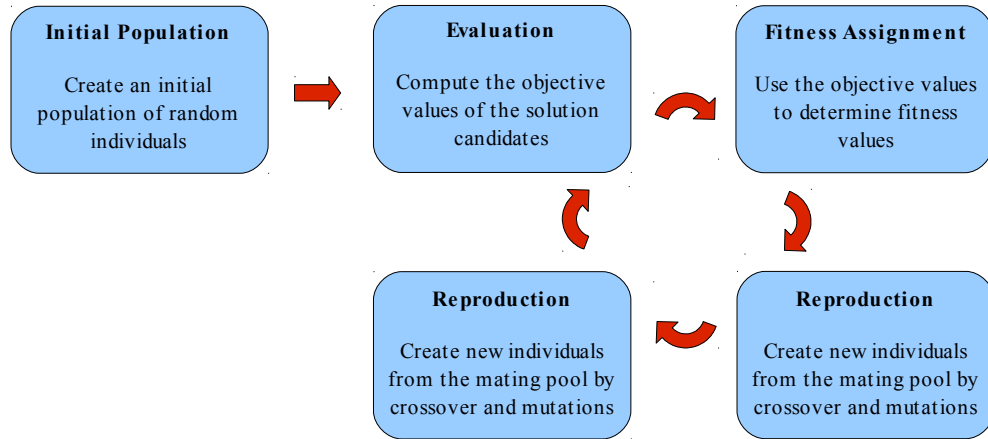 Initial Population
Create an initial
population of random
individuals
Evaluation
Compute the objective
values of the solution
candidates
Fitness Assignment
Use the objective values
to determine fitness
values
Reproduction
Create new individuals
from the mating pool by
crossover and mutations
Reproduction
Create new individuals
from the mating pool by
crossover and mutations